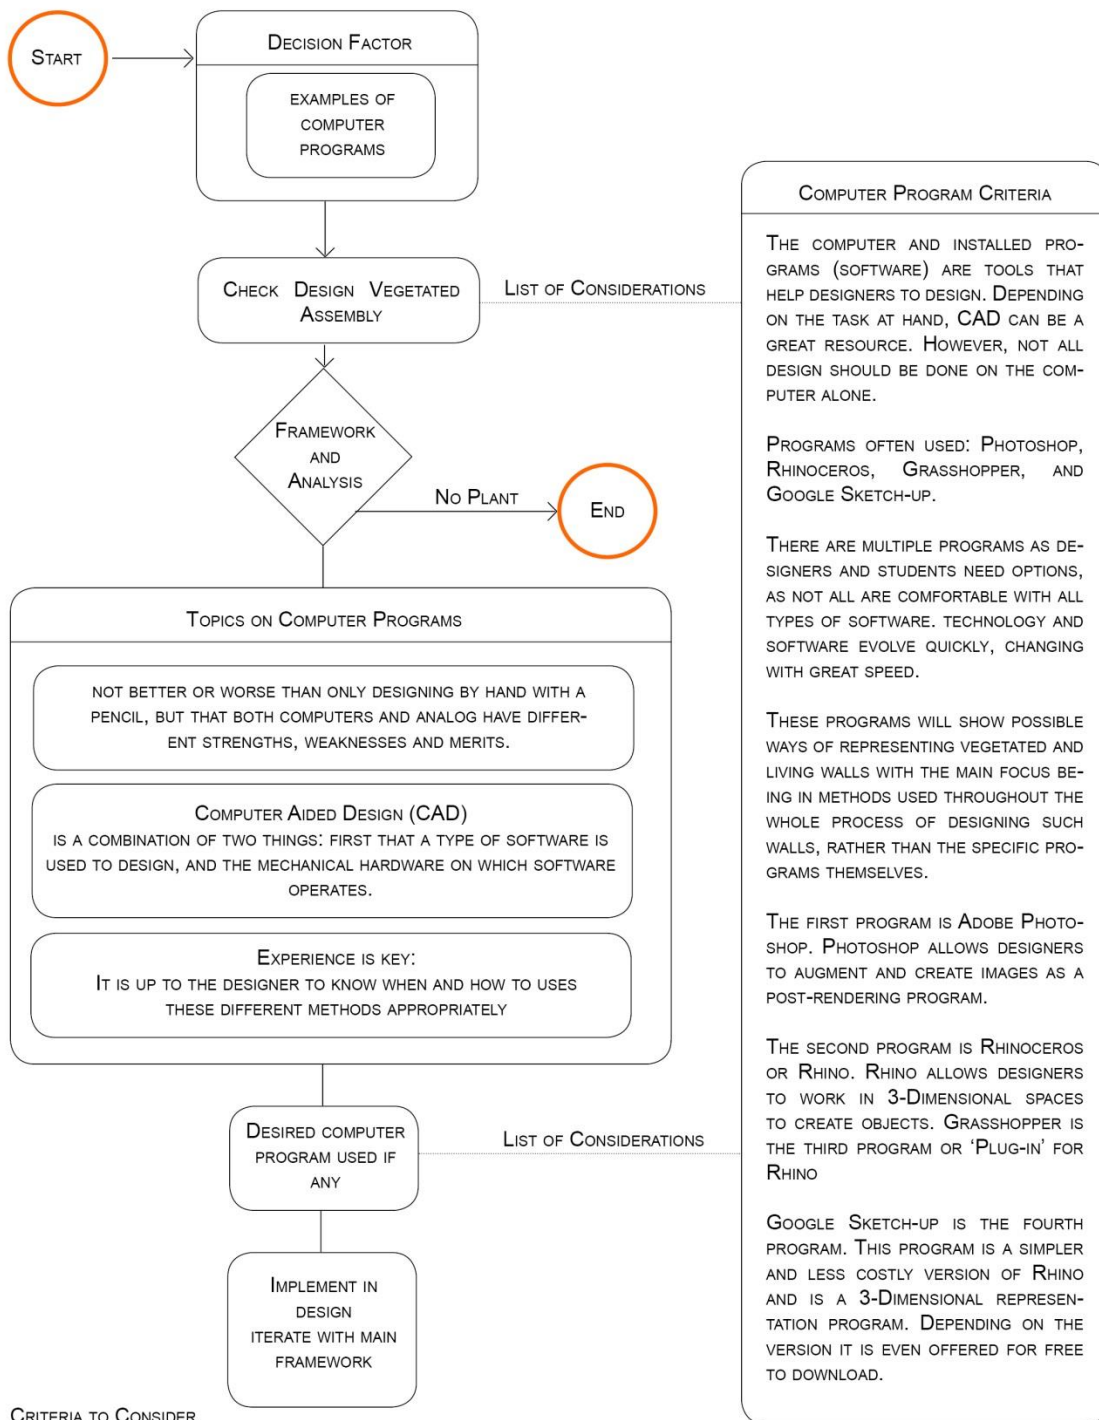 Start
Decision Factor
examples of
computer
programs
Check Design Vegetated
Assembly
List of Considerations
Framework
and
Analysis
No Plant
End
Topics on Computer Programs
not better or worse than only designing by hand with a
pencil, but that both computers and analog have differ-
ent strengths, weaknesses and merits.
Computer Aided Design (CAD)
is a combination of two things: first that a type of software is
used to design, and the mechanical hardware on which software
operates.
Experience is key:
It is up to the designer to know when and how to uses
these different methods appropriately
Desired computer
program used if
any
List of Considerations
Implement in
design
iterate with main
framework
Criteria to Consider
Computer Program Criteria
The computer and installed pro-
grams (software) are tools that
help designers to design. Depending
on the task at hand, CAD can be a
great resource. However, not all
design should be done on the com-
puter alone.
Programs often used: Photoshop,
Rhinoceros, Grasshopper, and
Google Sketch-up.
There are multiple programs as de-
signers and students need options,
as not all are comfortable with all
types of software. technology and
software evolve quickly, changing
with great speed.
These programs will show possible
ways of representing vegetated and
living walls with the main focus be-
ing in methods used throughout the
whole process of designing such
walls, rather than the specific pro-
grams themselves.
The first program is Adobe Photo-
shop. Photoshop allows designers
to augment and create images as a
post-rendering program.
The second program is Rhinoceros
or Rhino. Rhino allows designers
to work in 3-Dimensional spaces
to create objects. Grasshopper is
the third program or ‘Plug-in’ for
Rhino
Google Sketch-up is the fourth
program. This program is a simpler
and less costly version of Rhino
and is a 3-Dimensional represen-
tation program. Depending on the
version it is even offered for free
to download.